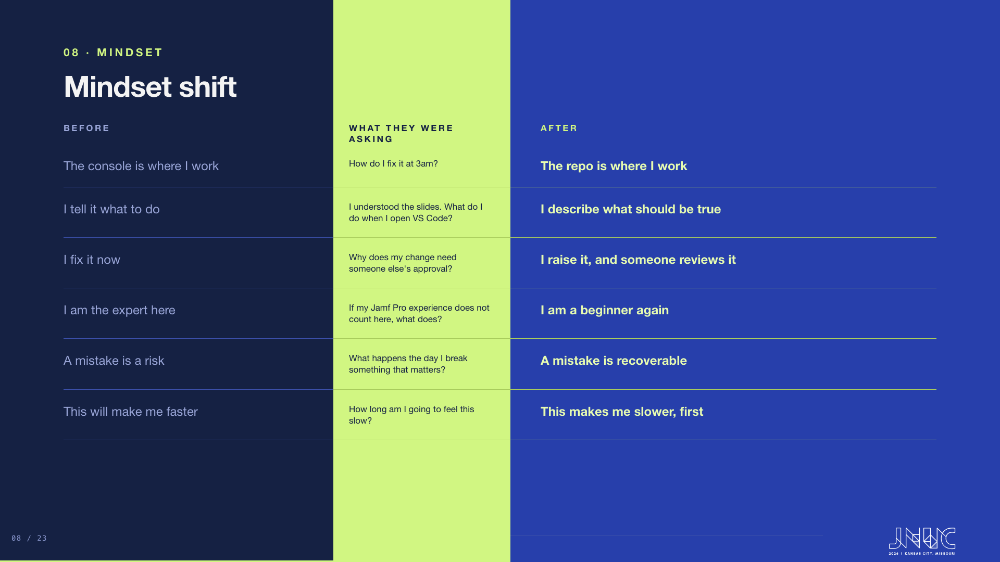 08 · MINDSET
Mindset shift
BEFORE
WHAT THEY WERE
ASKING
AFTER
The console is where I work
How do I fix it at 3am?
The repo is where I work
I tell it what to do
I understood the slides. What do I
do when I open VS Code?
I describe what should be true
I fix it now
Why does my change need
someone else's approval?
I raise it, and someone reviews it
I am the expert here
If my Jamf Pro experience does not
count here, what does?
I am a beginner again
A mistake is a risk
What happens the day I break
something that matters?
A mistake is recoverable
This will make me faster
How long am I going to feel this
slow?
This makes me slower, first
08 / 23
JNUC
2026 | KANSAS CITY, MISSOURI